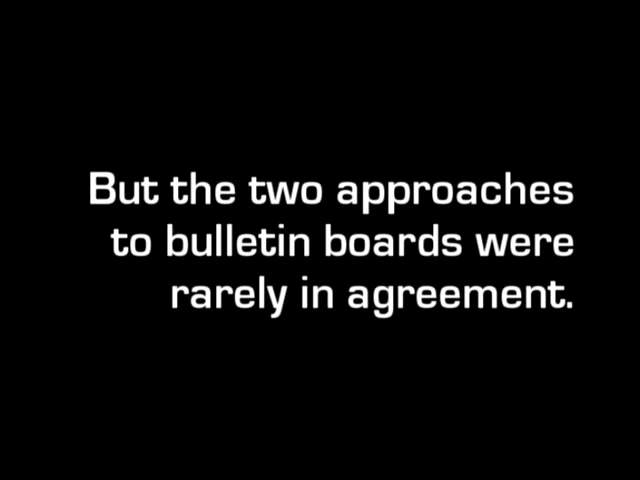 But the two approaches
to bulletin boards were
rarely in agreement.